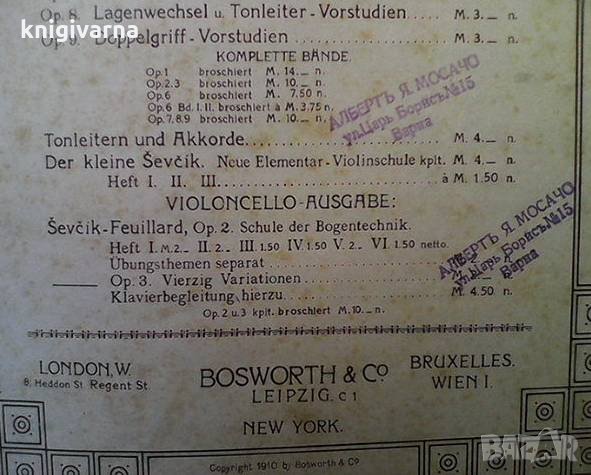 knigivarna
Op. 8. Lagenwechsel u. Tonleiter-Vorstudien M. 3.– n.
Op. 9. Doppelgriff-Vorstudien M. 3.– n.
KOMPLETTE BÄNDE.
Op. 1 broschiert M. 14.– n.
Op. 2.3 broschiert M. 10.– n.
Op. 6 broschiert M. 7.50 n.
Op. 6 Bd. I. II. broschiert à M. 3.75 n.
Op. 7,8,9 broschiert M. 10.– n.
АЛБЕРТЪ Я. МОСАЧО
ул. Царь Борисъ №15
Варна
Tonleitern und Akkorde M. 4.– n.
Der kleine Ševčik. Neue Elementar-Violinschule kplt. M. 4.– n.
Heft I. II. III. à M. 1.50 n.
VIOLONCELLO-AUSGABE:
Ševčik-Feuillard, Op. 2. Schule der Bogentechnik.
Heft I. M. 2.– II. 2.– III. 1.50 IV. 1.50 V. 2.– VI. 1.50 netto.
Übungsthemen separat M. n.
—— Op. 3. Vierzig Variationen M. n.
Klavierbegleitung hierzu M. 4.50 n.
Op. 2 u. 3 kplt. broschiert M. 10.– n.
АЛБЕРТЪ Я. МОСАЧО
ул. Царь Борисъ №15
Варна
LONDON, W.
8, Heddon St. Regent St.
BOSWORTH & Co
LEIPZIG. C 1
NEW YORK.
BRUXELLES.
WIEN I.
Copyright 1910 by Bosworth & Co
BAZAR